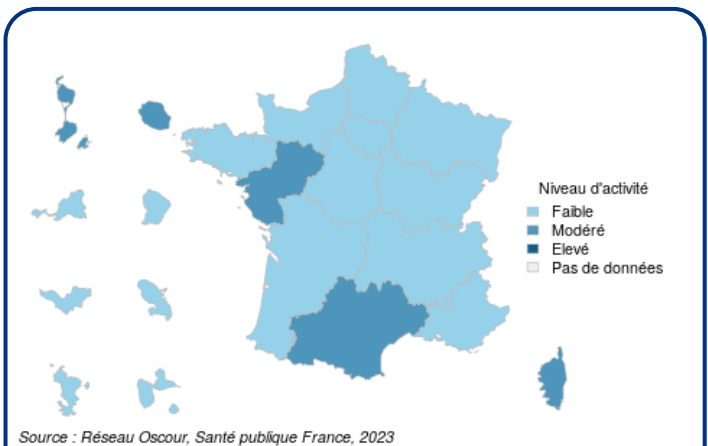 Niveau d'activité
Faible
Modéré
Elevé
Pas de données
Source : Réseau Oscour, Santé publique France, 2023